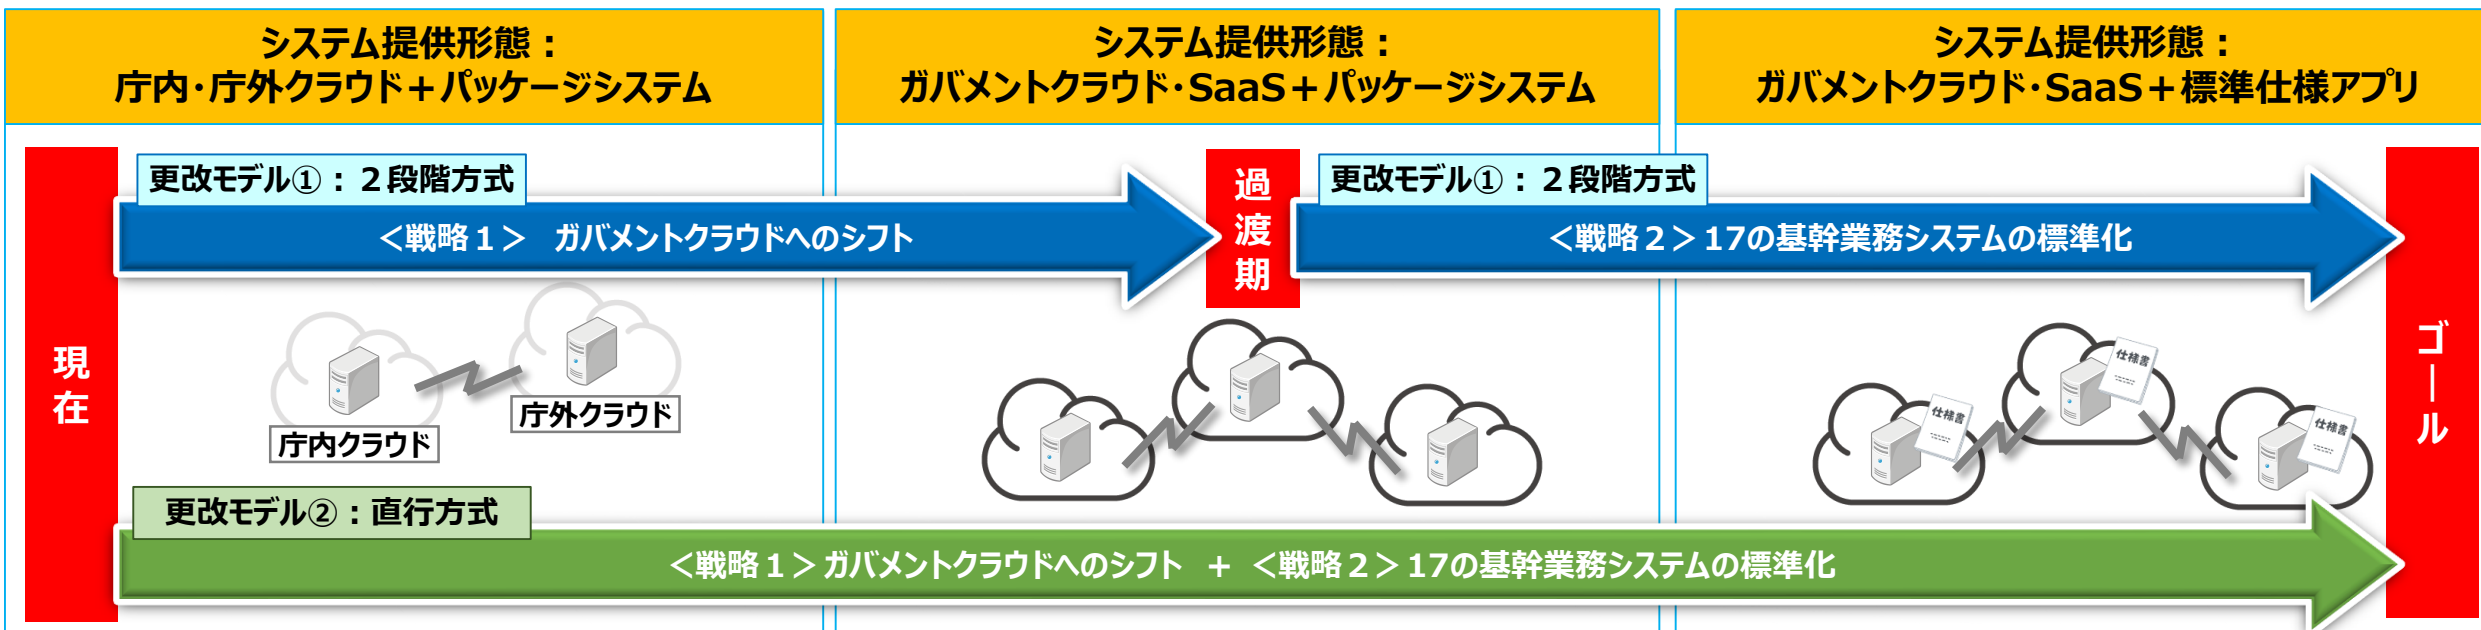 システム提供形態：
庁内・庁外クラウド＋パッケージシステム
システム提供形態：
ガバメントクラウド・SaaS＋パッケージシステム
システム提供形態：
ガバメントクラウド・SaaS＋標準仕様アプリ
現在
更改モデル①：２段階方式
＜戦略１＞　ガバメントクラウドへのシフト
過渡期
更改モデル①：２段階方式
＜戦略２＞17の基幹業務システムの標準化
ゴール
庁内クラウド
庁外クラウド
仕様書
仕様書
仕様書
更改モデル②：直行方式
＜戦略１＞ガバメントクラウドへのシフト　＋　＜戦略２＞17の基幹業務システムの標準化